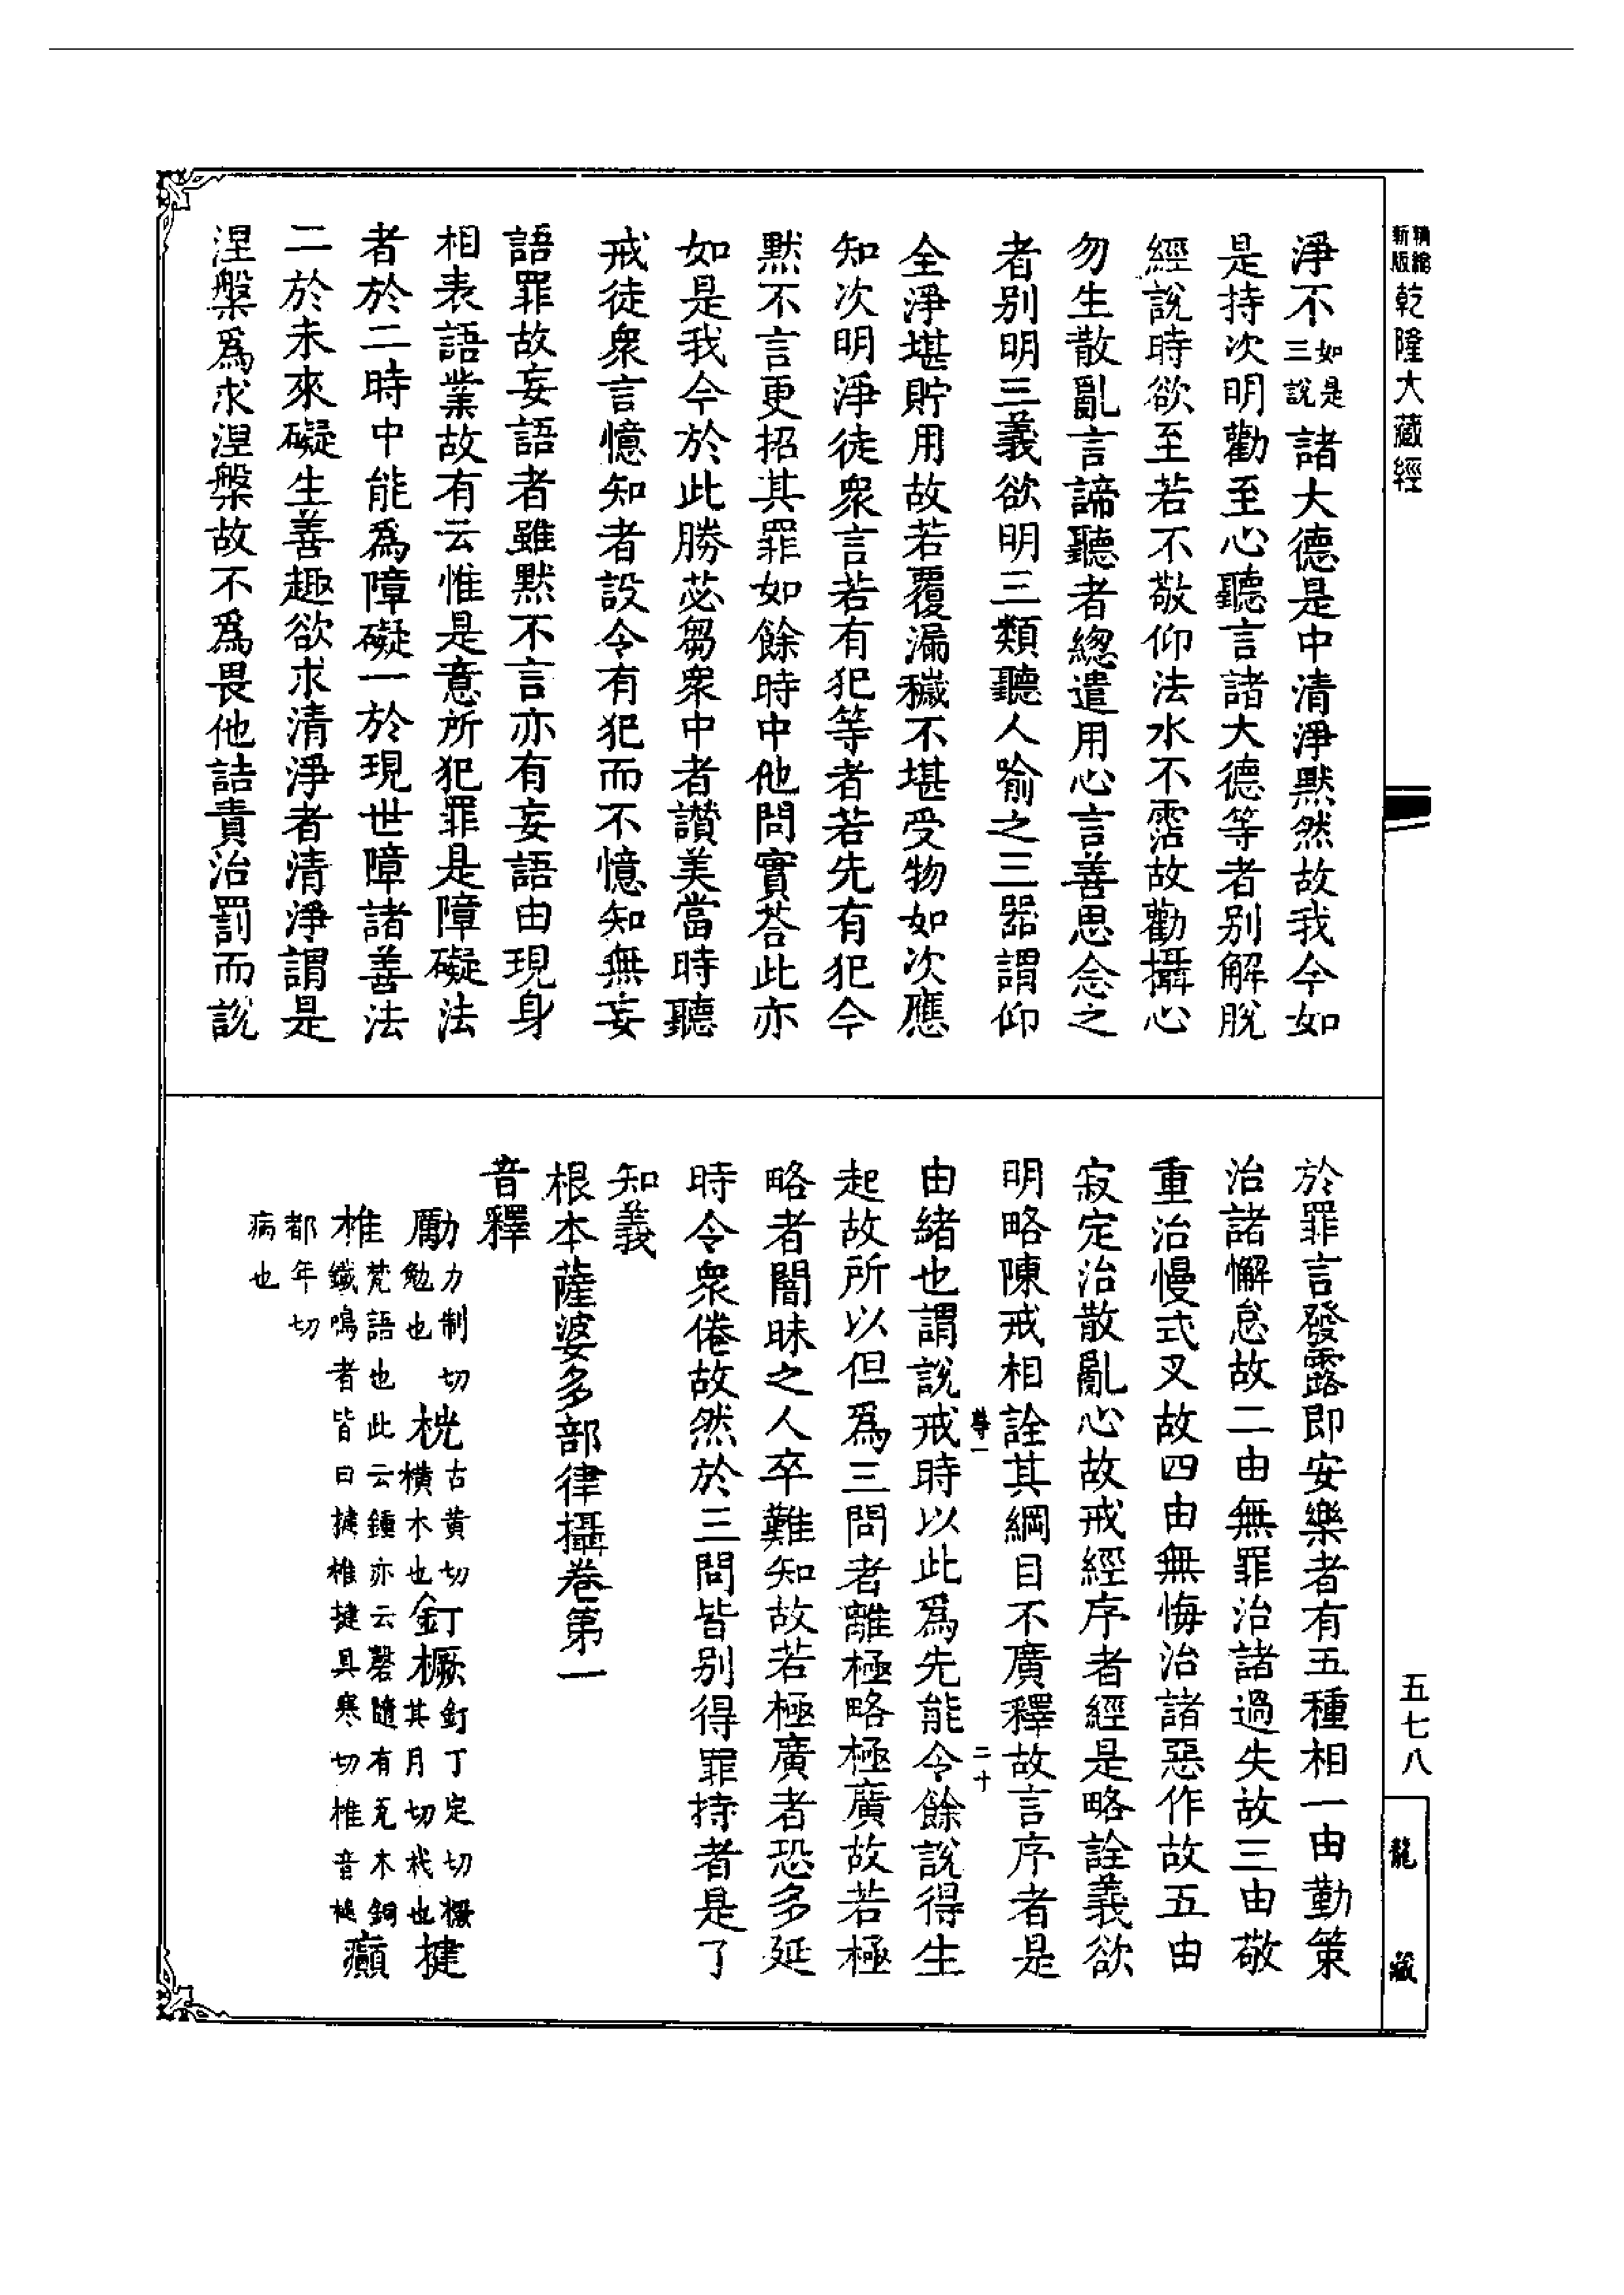 精縮新版乾隆大藏經
淨不如是三說諸大德是中清淨默然故我今如
是持次明勸至心聽言諸大德等者別解脫
經說時欲至若不敬仰法水不霑故勸攝心
勿生散亂言諦聽者總遣用心言善思念之
者別明三義欲明三類聽人喻之三器謂仰
全淨堪貯用故若覆漏穢不堪受物如次應
知次明淨徒衆言若有犯等者若先有犯今
默不言更招其罪如餘時中他問實荅此亦
如是我今於此勝苾芻衆中者讚美當時聽
戒徒衆言憶知者設令有犯而不憶知無妄
語罪故妄語者雖默不言亦有妄語由現身
相表語業故有云惟是意所犯罪是障礙法
者於二時中能爲障礙一於現世障諸善法
二於未來礙生善趣欲求清淨者清淨謂是
涅槃爲求涅槃故不爲畏他詰責治罰而說
於罪言發露即安樂者有五種相一由勤策
治諸懈怠故二由無罪治諸過失故三由敬
重治慢式叉故四由無悔治諸惡作故五由
寂定治散亂心故戒經序者經是略詮義欲
明略陳戒相詮其綱目不廣釋故言序者是
尊一 二十
由緒也謂說戒時以此爲先能令餘說得生
起故所以但爲三問者離極略極廣故若極
略者闇昧之人卒難知故若極廣者恐多延
時令衆倦故然於三問皆別得罪持者是了
知義
根本薩婆多部律攝卷第一
音釋
勵力制切勉也桄古黄切橫木也釘橛釘丁定切橛其月切杙也揵
椎梵語也此云鍾亦云磬隨有瓦木銅鐵鳴者皆曰揵椎揵具寒切椎音槌癲
都年切病也
五七八
龍藏